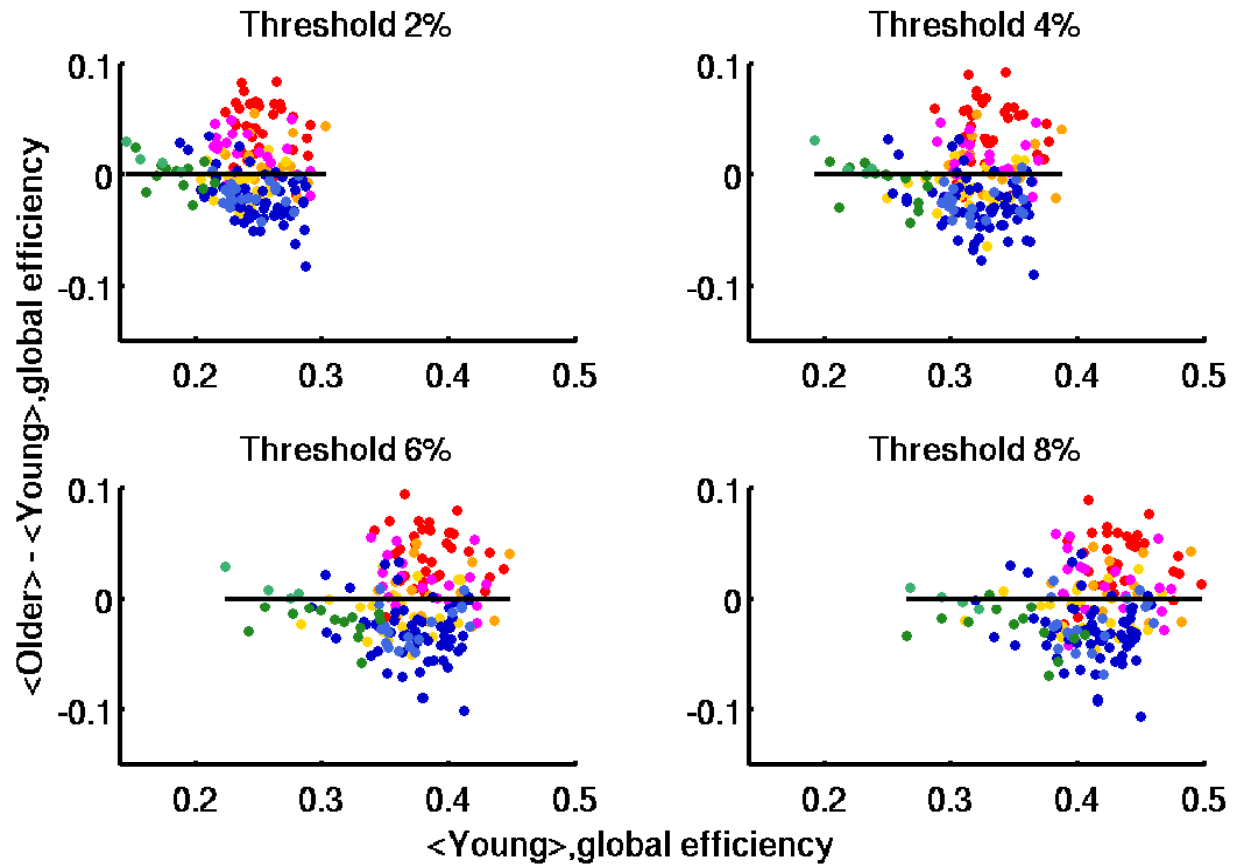 Threshold 2%
Threshold 4%
0.1
0
-0.1
0.2 0.3 0.4 0.5
0.1
0
-0.1
0.2 0.3 0.4 0.5
Threshold 6%
Threshold 8%
0.1
0
-0.1
0.2 0.3 0.4 0.5
0.1
0
-0.1
0.2 0.3 0.4 0.5
<Older> - <Young>,global efficiency
<Young>,global efficiency